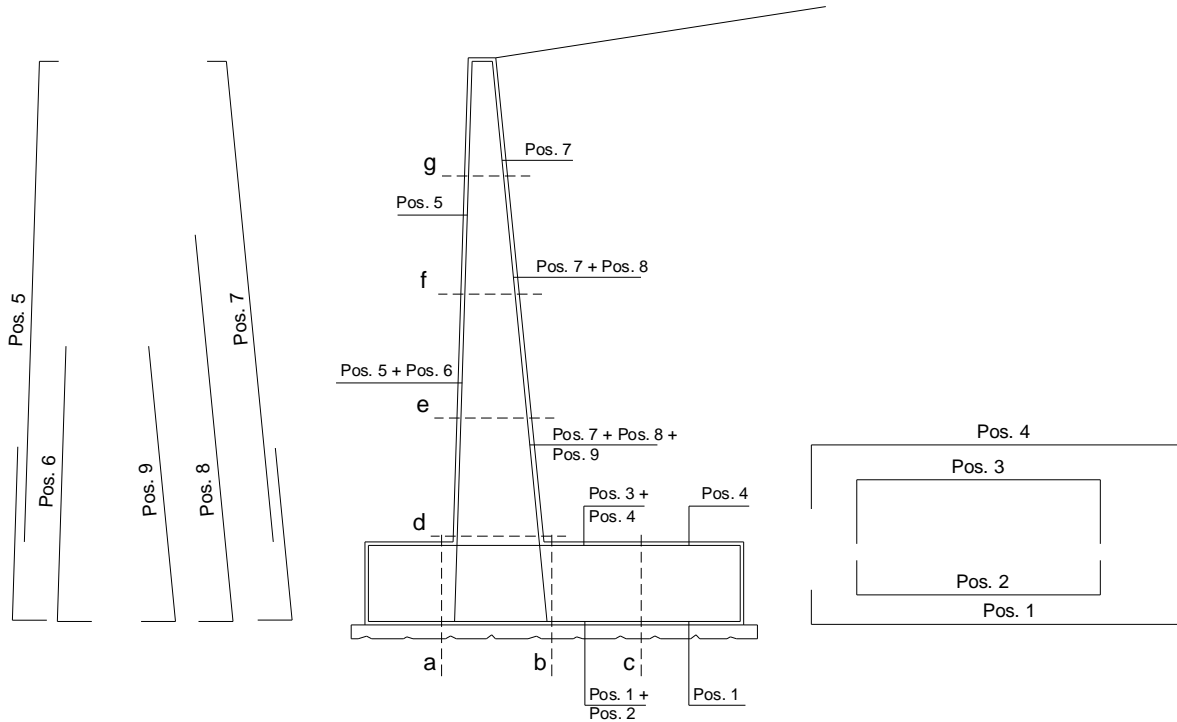 Pos. 5
Pos. 6
Pos. 9
Pos. 8
Pos. 7
g
Pos. 7
Pos. 5
f
Pos. 7 + Pos. 8
Pos. 5 + Pos. 6
e
Pos. 7 + Pos. 8 +
Pos. 9
d
Pos. 3 +
Pos. 4
Pos. 4
a
b
c
Pos. 1 +
Pos. 2
Pos. 1
Pos. 4
Pos. 3
Pos. 2
Pos. 1